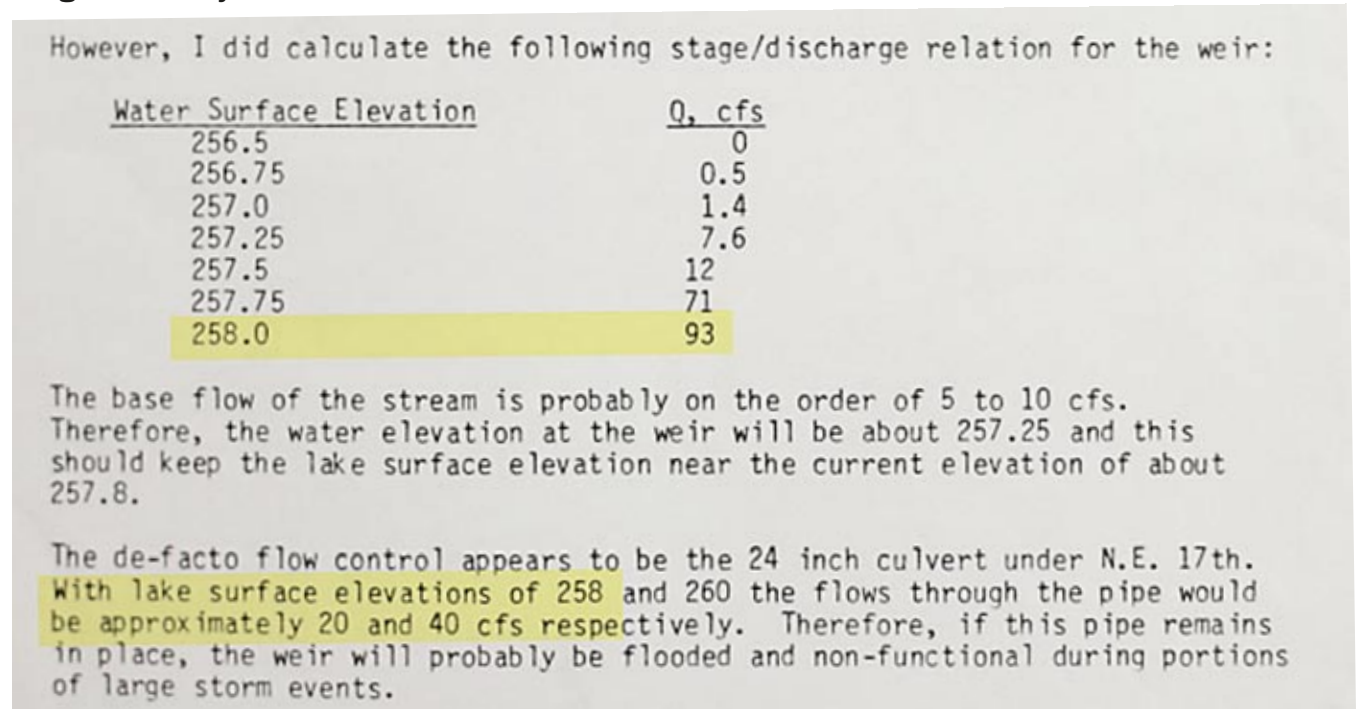 However, I did calculate the following stage/discharge relation for the weir:
Water Surface Elevation Q, cfs
256.5 0
256.75 0.5
257.0 1.4
257.25 7.6
257.5 12
257.75 71
258.0 93
The base flow of the stream is probably on the order of 5 to 10 cfs.
Therefore, the water elevation at the weir will be about 257.25 and this
should keep the lake surface elevation near the current elevation of about
257.8.
The de-facto flow control appears to be the 24 inch culvert under N.E. 17th.
With lake surface elevations of 258 and 260 the flows through the pipe would
be approximately 20 and 40 cfs respectively. Therefore, if this pipe remains
in place, the weir will probably be flooded and non-functional during portions
of large storm events.